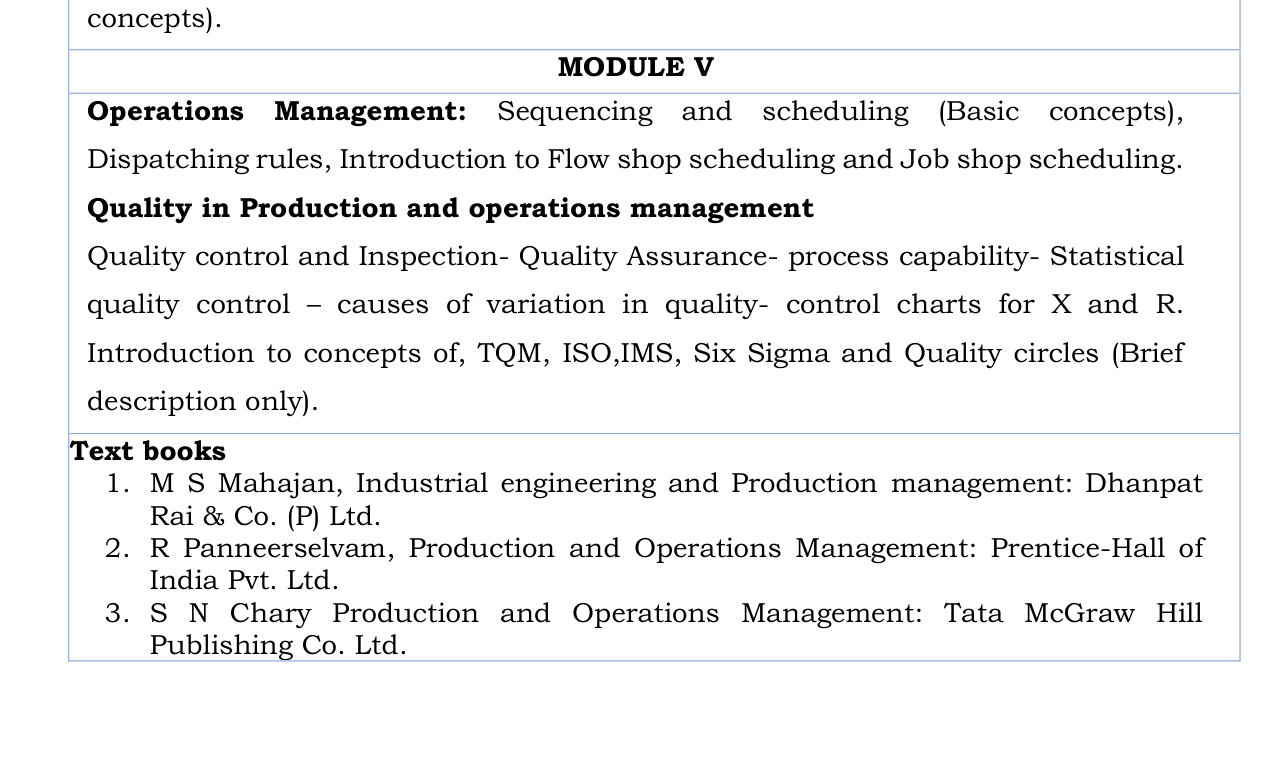 concepts).
MODULE V
Operations Management: Sequencing and scheduling (Basic concepts),
Dispatching rules, Introduction to Flow shop scheduling and Job shop scheduling.
Quality in Production and operations management
Quality control and Inspection- Quality Assurance- process capability- Statistical
quality control – causes of variation in quality- control charts for X and R.
Introduction to concepts of, TQM, ISO,IMS, Six Sigma and Quality circles (Brief
description only).
Text books
1. M S Mahajan, Industrial engineering and Production management: Dhanpat
Rai & Co. (P) Ltd.
2. R Panneerselvam, Production and Operations Management: Prentice-Hall of
India Pvt. Ltd.
3. S N Chary Production and Operations Management: Tata McGraw Hill
Publishing Co. Ltd.